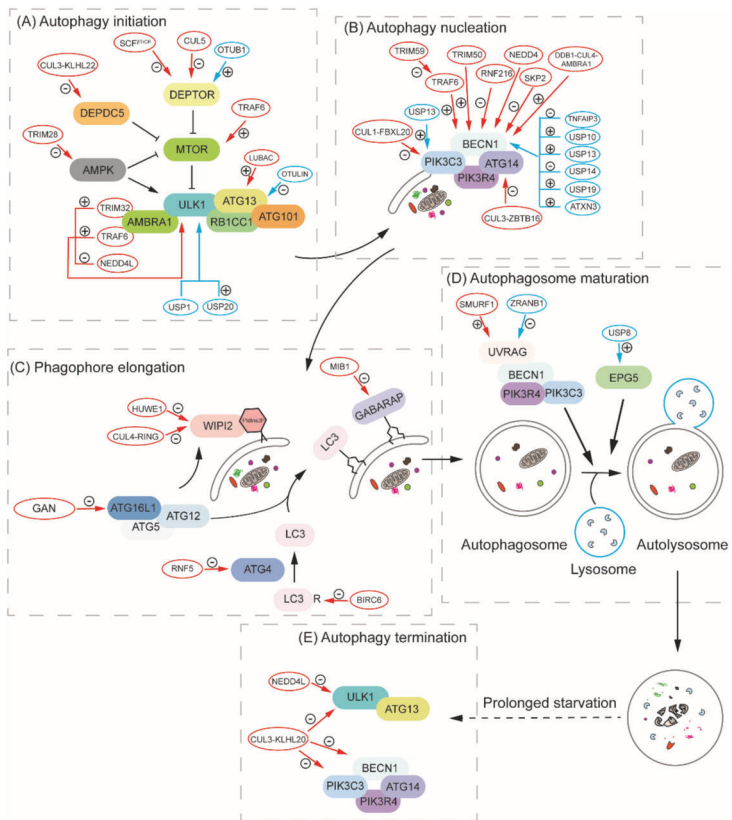 (A) Autophagy initiation
CUL5
OTUB1
CUL3-KLHL22
DEPTOR
DEPDC5
TRAF6
TRIM28
MTOR
AMPK
LUBAC
OTULIN
ULK1
ATG13
TRIM32
AMBRA1
RB1CC1
ATG101
TRAF6
NEDD4L
USP1
USP20
(B) Autophagy nucleation
TRIM59
TRIM50
NEDD4
DDB1-CUL4-
AMBRA1
RNF216
SKP2
TRAF6
USP13
CUL1-FBXL20
BECN1
PIK3C3
ATG14
PIK3R4
TNFAIP3
USP10
USP13
USP14
USP19
ATXN3
CUL3-ZBTB16
(C) Phagophore elongation
MIB1
GABARAP
HUWE1
WIPI2
CUL4-RING
LC3
GAN
ATG16L1
ATG12
ATG5
LC3
RNF5
ATG4
LC3
R
BIRC6
(D) Autophagosome maturation
SMURF1
ZRANB1
USP8
UVRAG
BECN1
EPG5
PIK3R4
PIK3C3
Autophagosome
Autolysosome
Lysosome
(E) Autophagy termination
NEDD4L
ULK1
ATG13
Prolonged starvation
CUL3-KLHL20
BECN1
PIK3C3
ATG14
PIK3R4